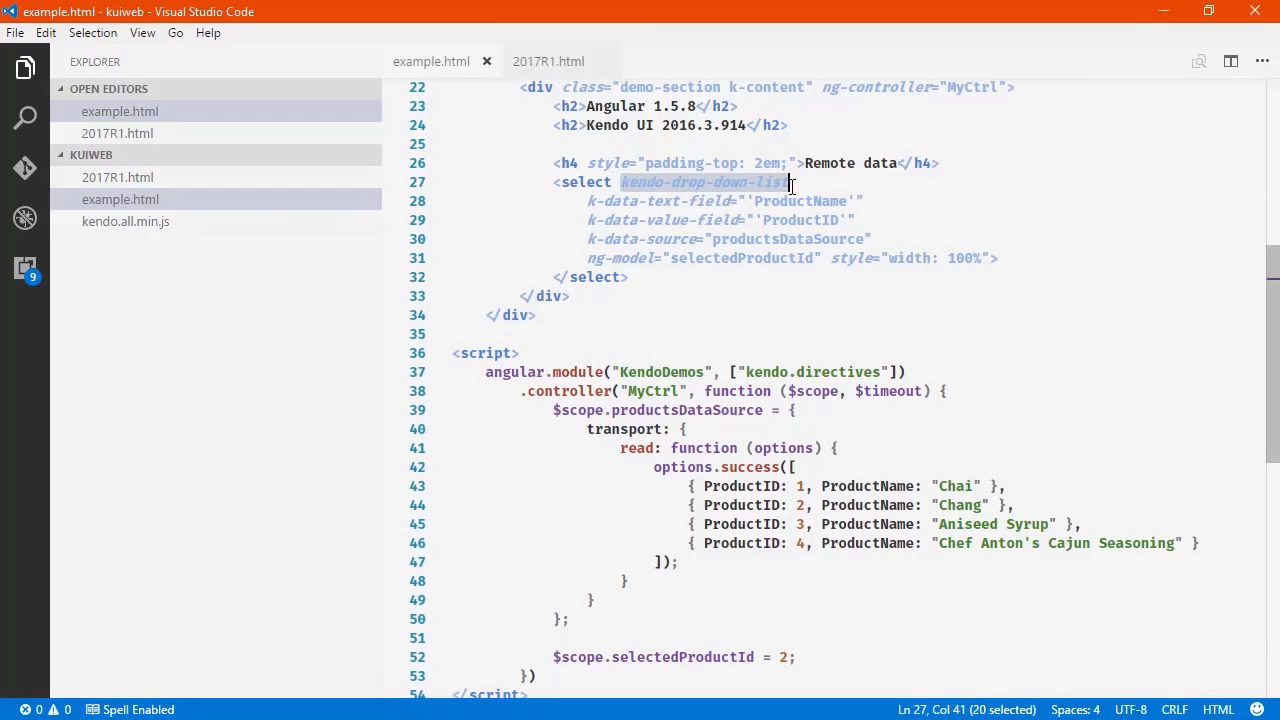 example.html - kuiweb - Visual Studio Code
File Edit Selection View Go Help
EXPLORER
OPEN EDITORS
example.html
2017R1.html
KUIWEB
2017R1.html
example.html
kendo.all.min.js
9
example.html 2017R1.html
22 <div class="demo-section k-content" ng-controller="MyCtrl">
23 <h2>Angular 1.5.8</h2>
24 <h2>Kendo UI 2016.3.914</h2>
25
26 <h4 style="padding-top: 2em;">Remote data</h4>
27 <select kendo-drop-down-list
28 k-data-text-field="'ProductName'"
29 k-data-value-field="'ProductID'"
30 k-data-source="productsDataSource"
31 ng-model="selectedProductId" style="width: 100%">
32 </select>
33 </div>
34 </div>
35
36 <script>
37 angular.module("KendoDemos", ["kendo.directives"])
38 .controller("MyCtrl", function ($scope, $timeout) {
39 $scope.productsDataSource = {
40 transport: {
41 read: function (options) {
42 options.success([
43 { ProductID: 1, ProductName: "Chai" },
44 { ProductID: 2, ProductName: "Chang" },
45 { ProductID: 3, ProductName: "Aniseed Syrup" },
46 { ProductID: 4, ProductName: "Chef Anton's Cajun Seasoning" }
47 ]);
48 }
49 }
50 };
51
52 $scope.selectedProductId = 2;
53 })
54 </script>
0 0 Spell Enabled Ln 27, Col 41 (20 selected) Spaces: 4 UTF-8 CRLF HTML